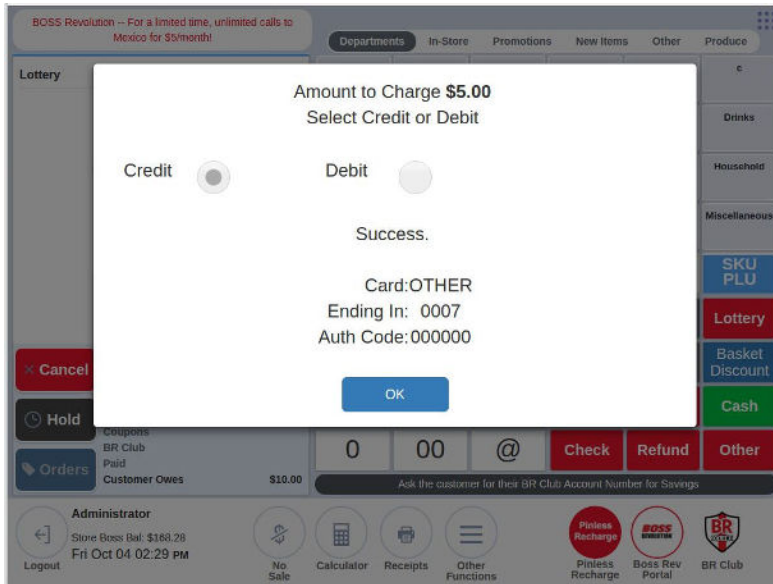 BOSS Revolution -- For a limited time, unlimited calls to
Mexico for $5/month!
Departments In-Store Promotions New Items Other Produce
Lottery
c
Drinks
Household
Miscellaneous
Amount to Charge $5.00
Select Credit or Debit
Credit Debit
Success.
Card:OTHER
Ending In: 0007
Auth Code:000000
OK
SKU
PLU
Lottery
Basket
Discount
Cash
× Cancel
Hold
Orders
Coupons
BR Club
Paid
Customer Owes $10.00
0 00 @ Check Refund Other
Ask the customer for their BR Club Account Number for Savings
Administrator
Store Boss Bal: $168.28
Fri Oct 04 02:29 PM
Logout
No
Sale
Calculator
Receipts
Other
Functions
Pinless
Recharge
Pinless
Recharge
BOSS
REVOLUTION
Boss Rev
Portal
BR
BR Club